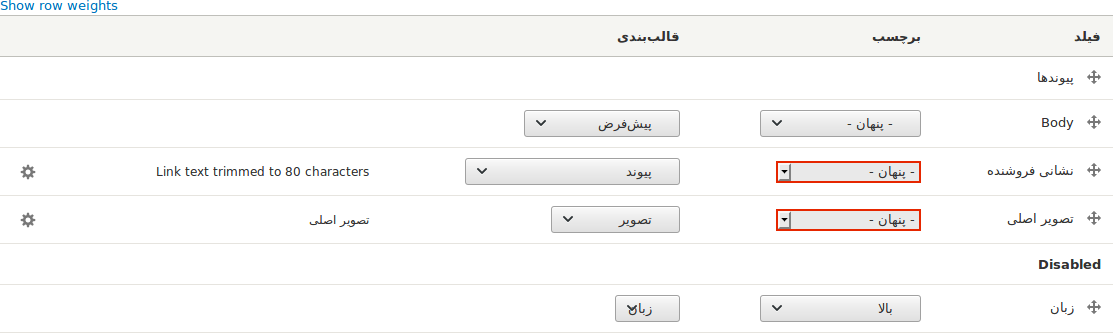 Show row weights
فیلد برچسب قالب‌بندی
پیوندها
Body - پنهان - پیش‌فرض
نشانی فروشنده - پنهان - پیوند Link text trimmed to 80 characters
تصویر اصلی - پنهان - تصویر تصویر اصلی
Disabled
زبان بالا زبان